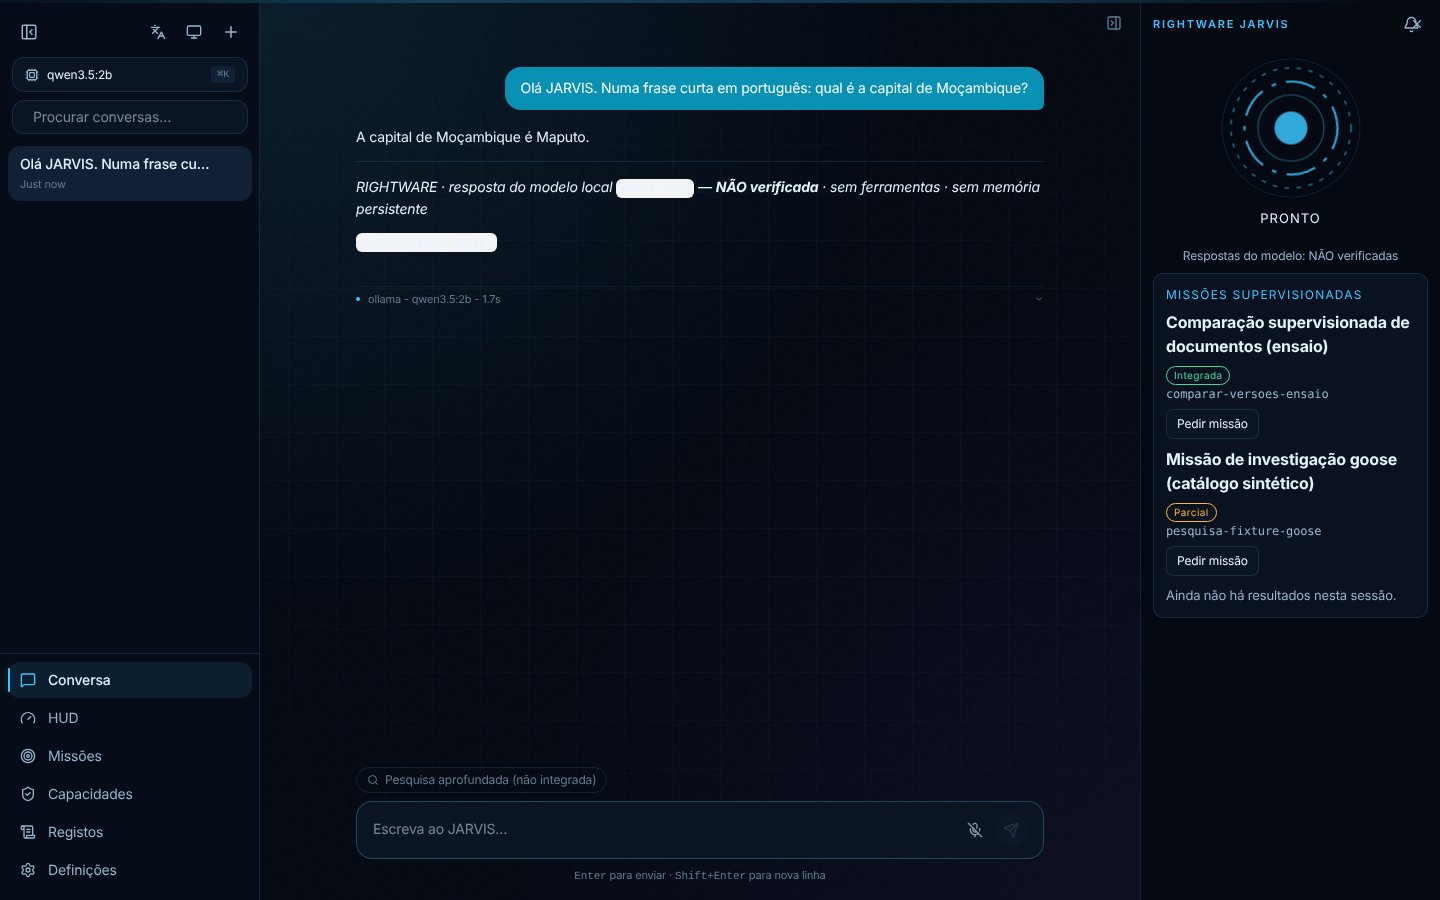 qwen3.5:2b
⌘K
Procurar conversas...
Olá JARVIS. Numa frase cu...
Just now
Conversa
HUD
Missões
Capacidades
Registos
Definições
Olá JARVIS. Numa frase curta em português: qual é a capital de Moçambique?
A capital de Moçambique é Maputo.
RIGHTWARE · resposta do modelo local — NÃO verificada · sem ferramentas · sem memória
persistente
ollama - qwen3.5:2b - 1.7s
Pesquisa aprofundada (não integrada)
Escreva ao JARVIS...
Enter para enviar · Shift+Enter para nova linha
RIGHTWARE JARVIS
PRONTO
Respostas do modelo: NÃO verificadas
MISSÕES SUPERVISIONADAS
Comparação supervisionada de
documentos (ensaio)
Integrada
comparar-versoes-ensaio
Pedir missão
Missão de investigação goose
(catálogo sintético)
Parcial
pesquisa-fixture-goose
Pedir missão
Ainda não há resultados nesta sessão.